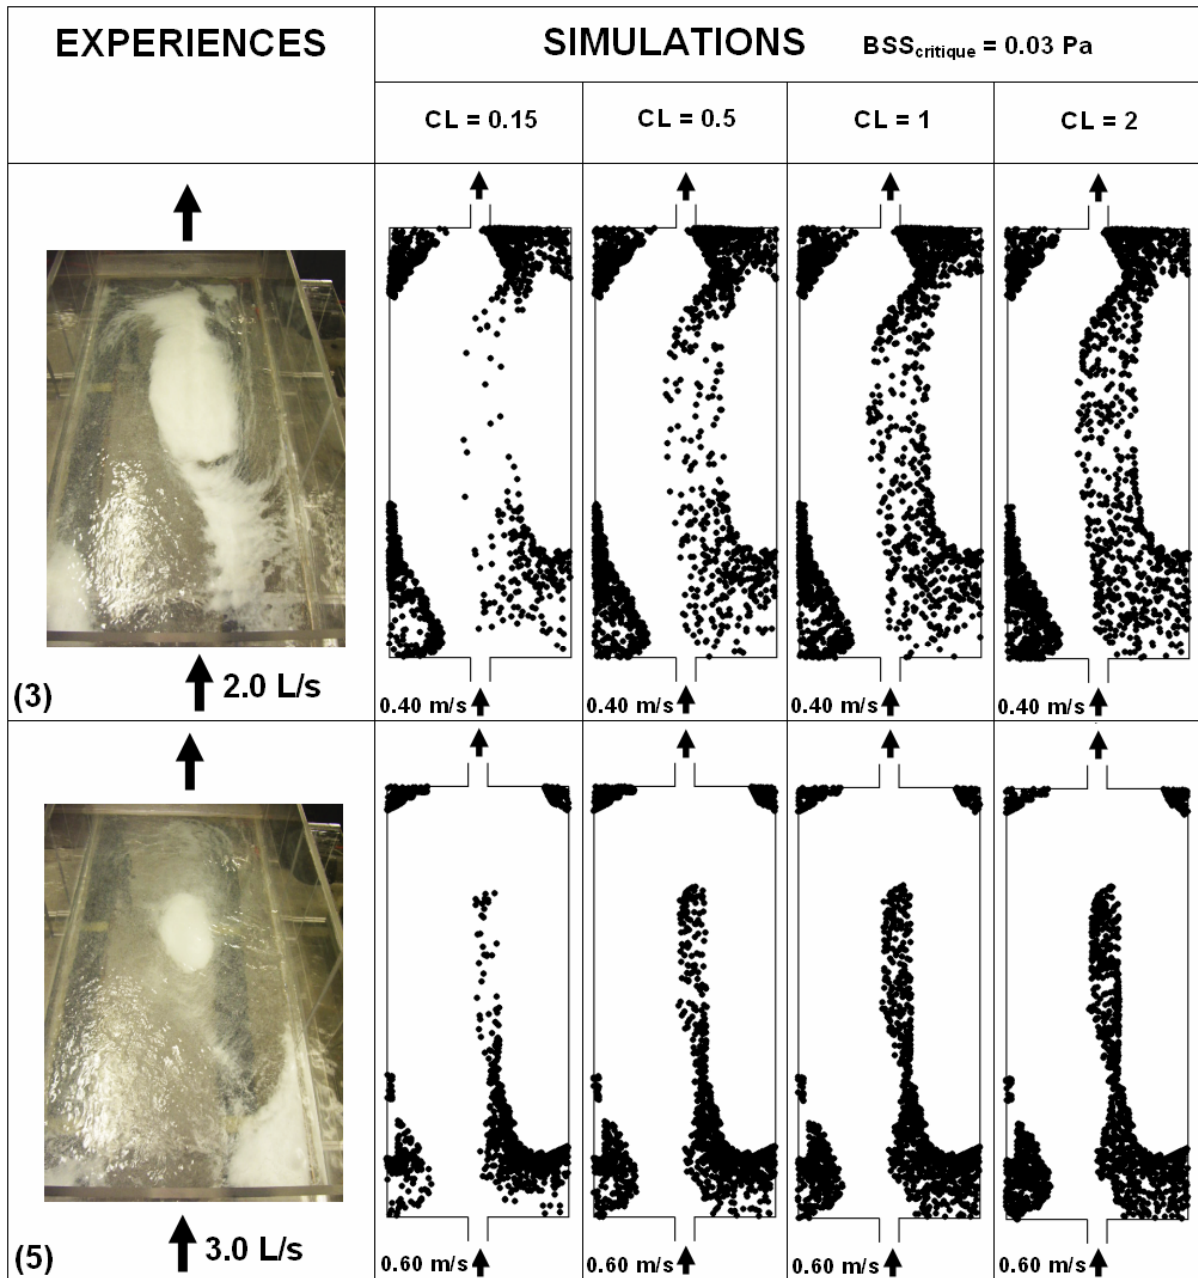 EXPERIENCES
SIMULATIONS BSScritique = 0.03 Pa
CL = 0.15
CL = 0.5
CL = 1
CL = 2
(3)
2.0 L/s
0.40 m/s
0.40 m/s
0.40 m/s
0.40 m/s
(5)
3.0 L/s
0.60 m/s
0.60 m/s
0.60 m/s
0.60 m/s